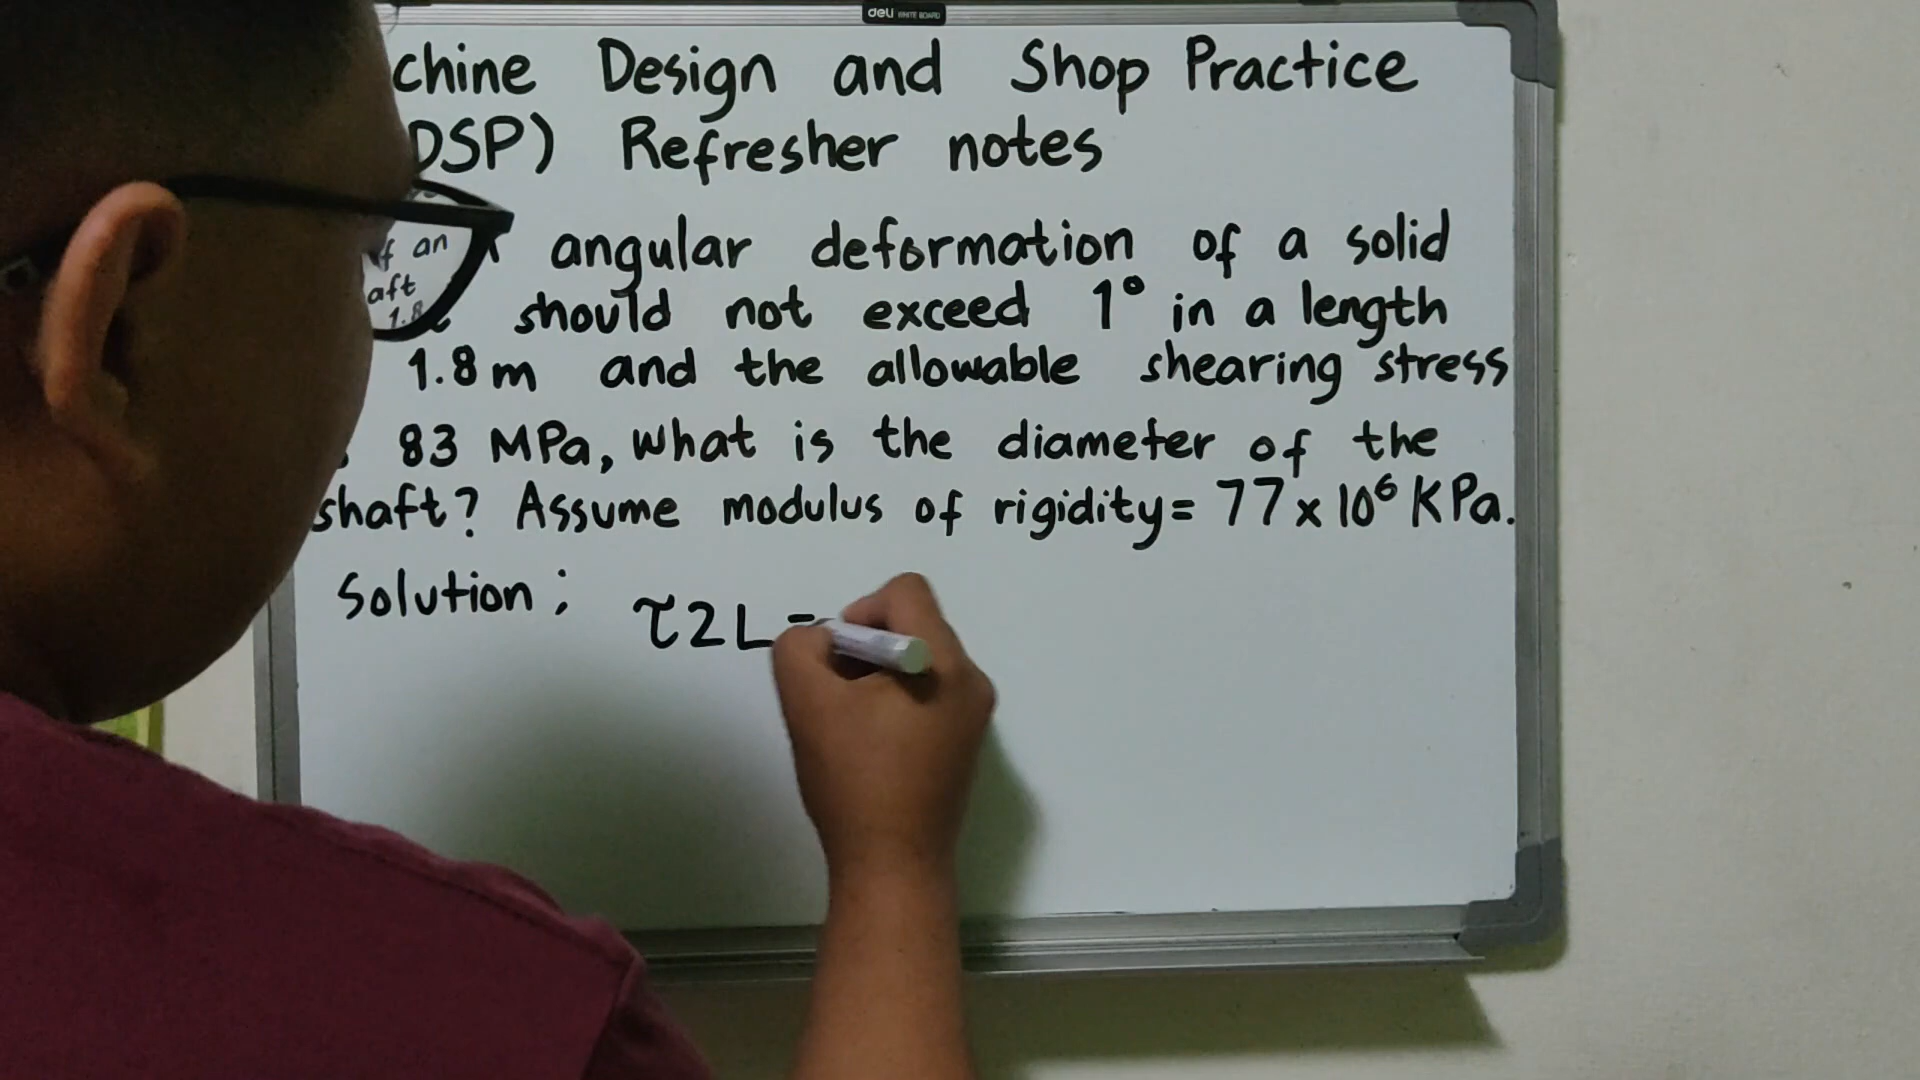 deli WHITE BOARD
chine Design and Shop Practice
DSP) Refresher notes
f an angular deformation of a solid
aft should not exceed 1° in a length
1.8 m and the allowable shearing stress
83 MPa, what is the diameter of the
shaft? Assume modulus of rigidity = 77 x 10⁶ KPa.
Solution : τ2L=